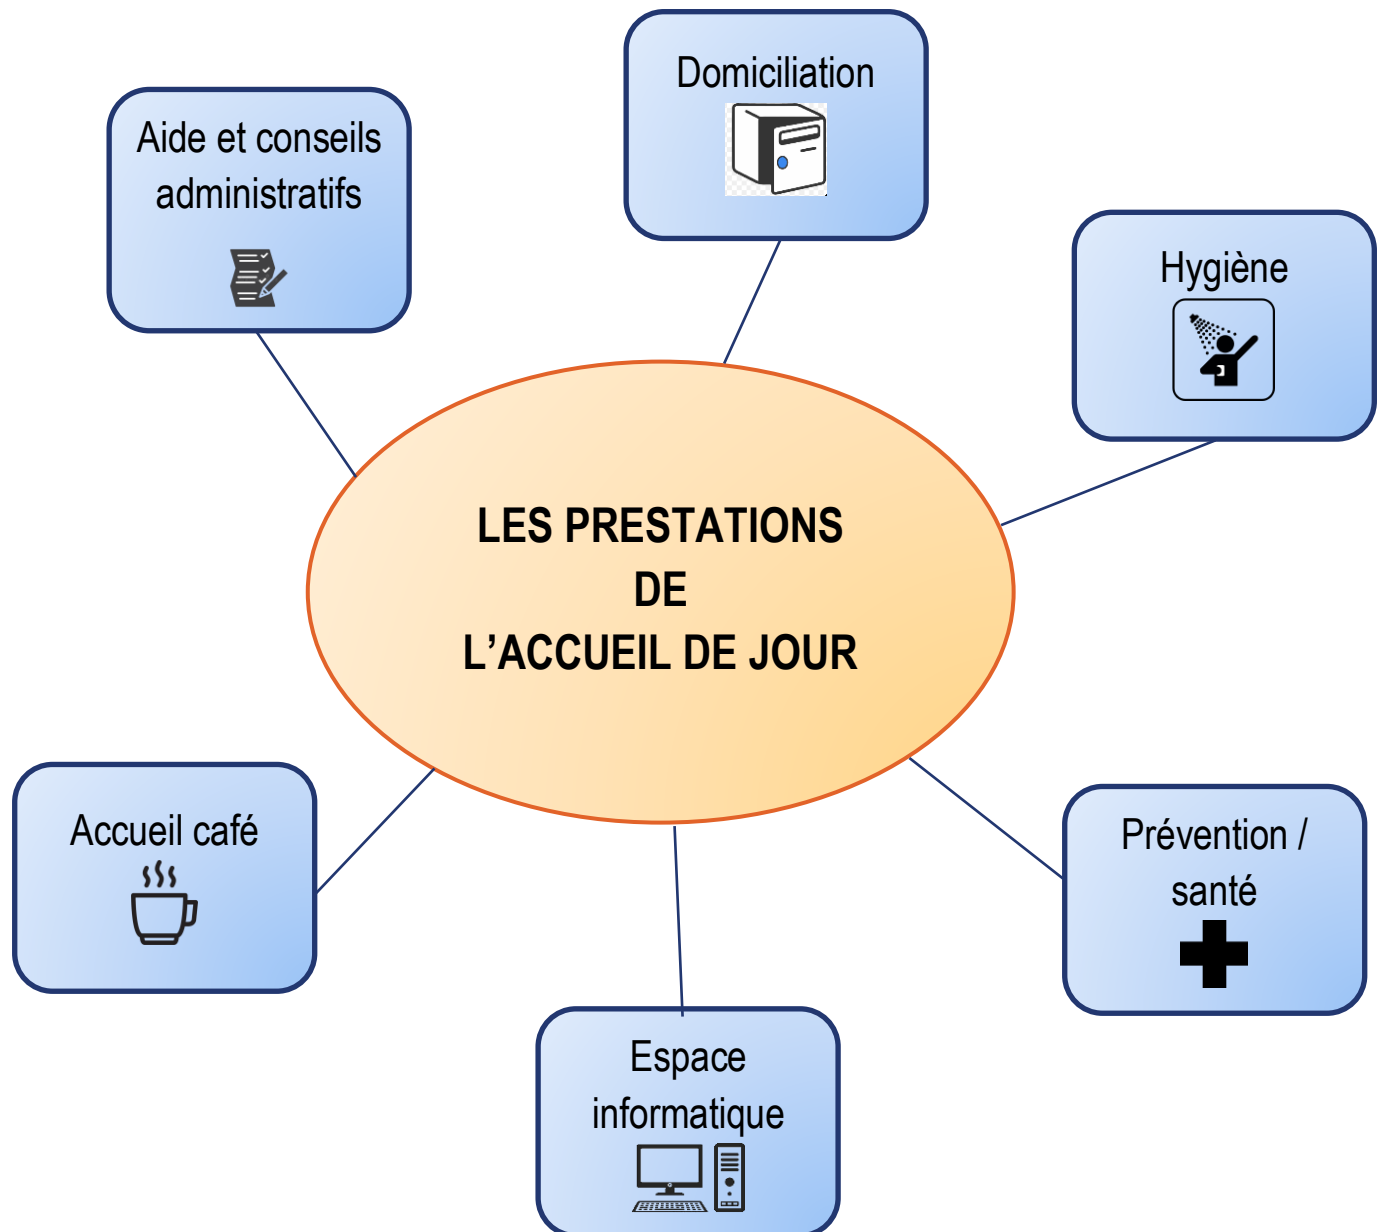 Domiciliation
Aide et conseils
administratifs
Hygiène
LES PRESTATIONS
DE
L’ACCUEIL DE JOUR
Accueil café
Prévention /
santé
Espace
informatique